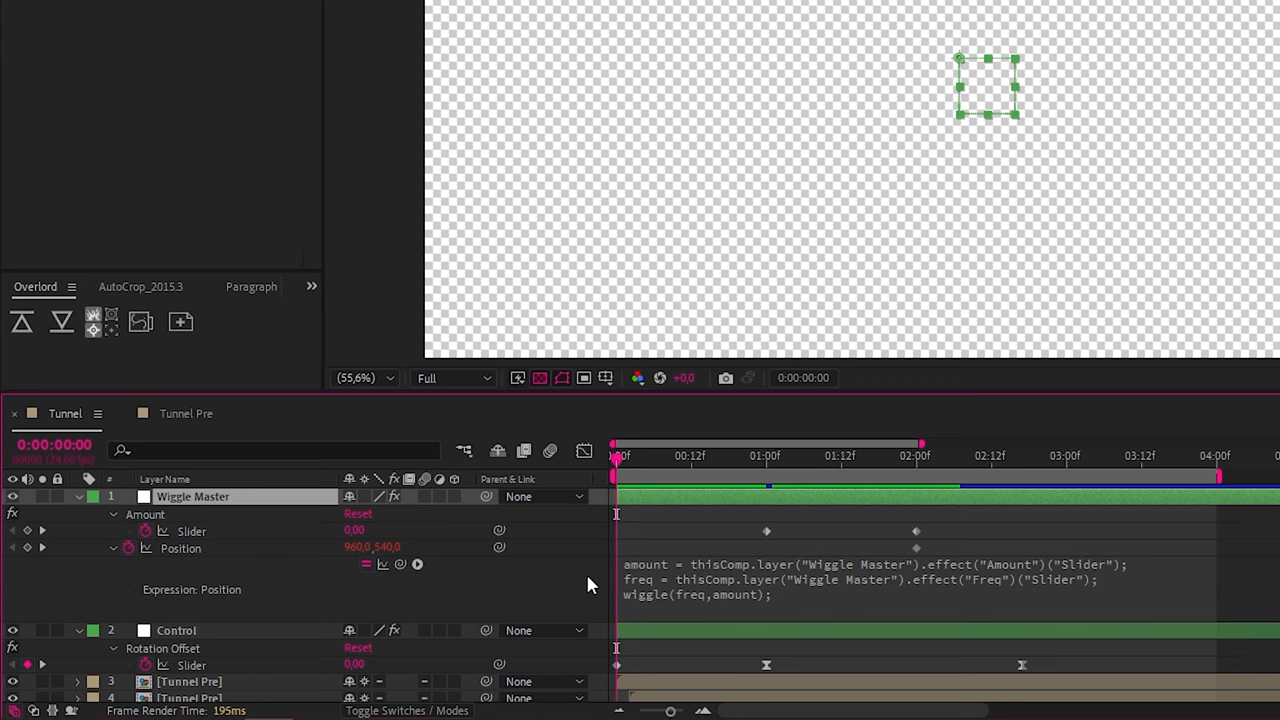 Overlord AutoCrop_2015.3 Paragraph
(55,6%) Full +0,0 0:00:00:00
Tunnel Tunnel Pre
0:00:00:00
00000 (24.00 fps)
:00f 00:12f 01:00f 01:12f 02:00f 02:12f 03:00f 03:12f 04:00f
# Layer Name Parent & Link
1 Wiggle Master None
Amount Reset
Slider 0,00
Position 960,0,540,0
Expression: Position
amount = thisComp.layer("Wiggle Master").effect("Amount")("Slider");
freq = thisComp.layer("Wiggle Master").effect("Freq")("Slider");
wiggle(freq,amount);
2 Control None
Rotation Offset Reset
Slider 0,00
3 [Tunnel Pre] None
4 [Tunnel Pre] None
Frame Render Time: 195ms Toggle Switches / Modes